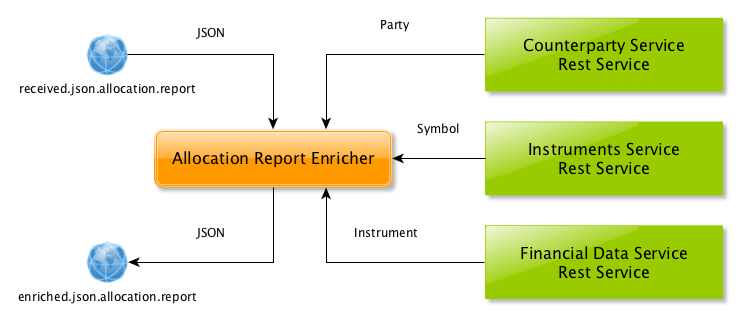 JSON
Party
Counterparty Service
Rest Service
received.json.allocation.report
Symbol
Instruments Service
Rest Service
Allocation Report Enricher
JSON
Instrument
Financial Data Service
Rest Service
enriched.json.allocation.report